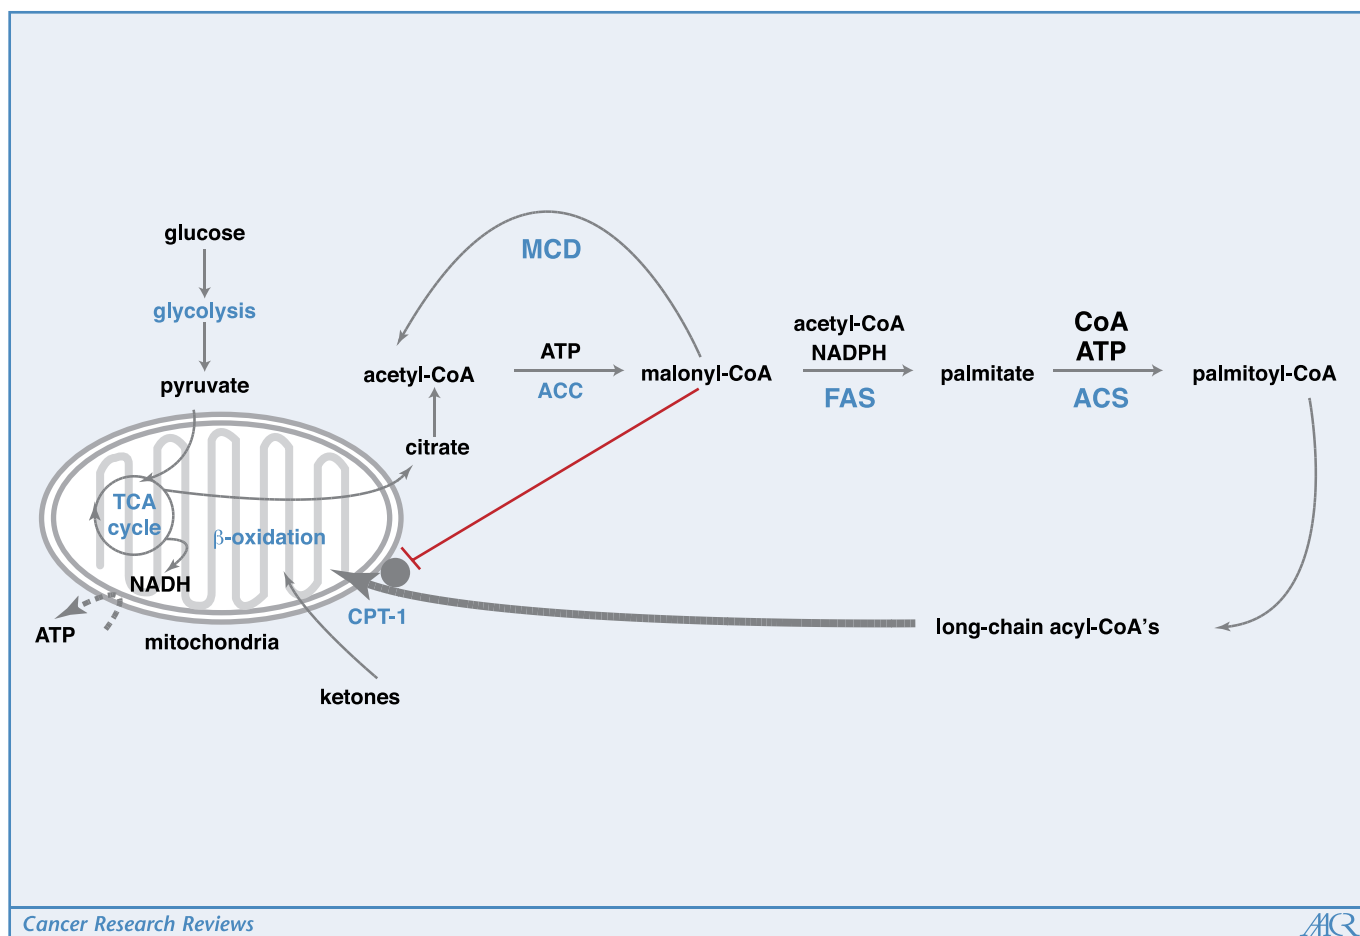 glucose
glycolysis
pyruvate
MCD
acetyl-CoA
ATP
ACC
malonyl-CoA
acetyl-CoA
NADPH
FAS
palmitate
CoA
ATP
ACS
palmitoyl-CoA
citrate
TCA
cycle
β-oxidation
NADH
CPT-1
ATP
mitochondria
long-chain acyl-CoA's
ketones
Cancer Research Reviews
AACR